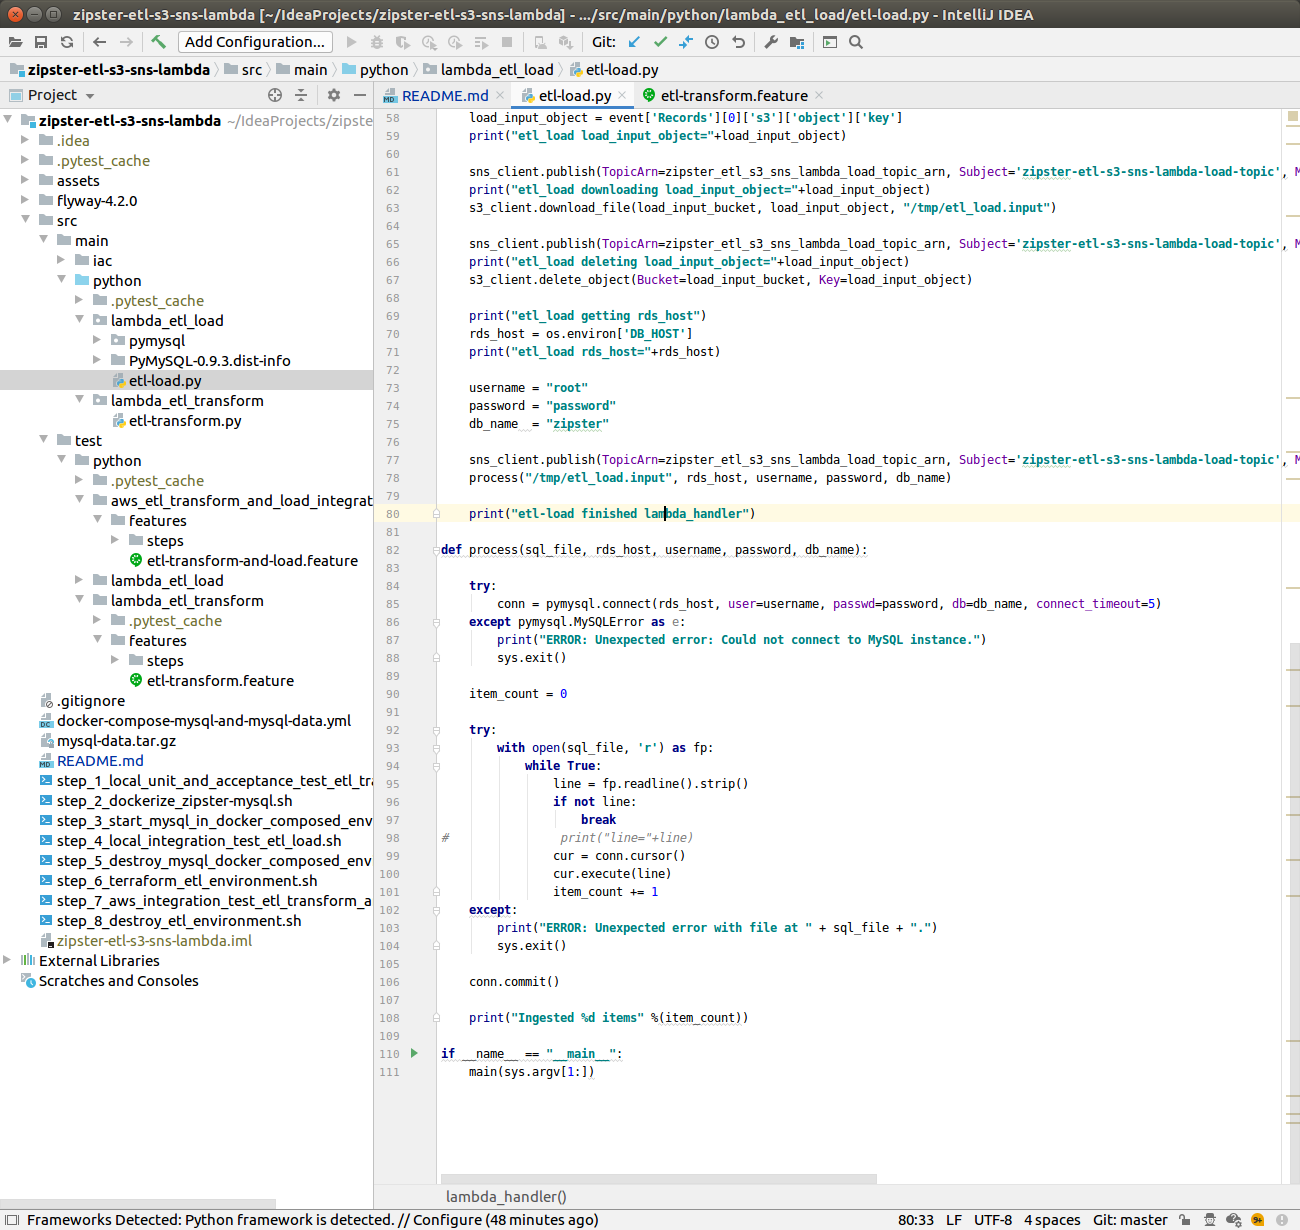 zipster-etl-s3-sns-lambda [~/IdeaProjects/zipster-etl-s3-sns-lambda] - .../src/main/python/lambda_etl_load/etl-load.py - IntelliJ IDEA
Add Configuration...
Git:
zipster-etl-s3-sns-lambda
src
main
python
lambda_etl_load
etl-load.py
Project
README.md
etl-load.py
etl-transform.feature
zipster-etl-s3-sns-lambda ~/IdeaProjects/zipste
.idea
.pytest_cache
assets
flyway-4.2.0
src
main
iac
python
.pytest_cache
lambda_etl_load
pymysql
PyMySQL-0.9.3.dist-info
etl-load.py
lambda_etl_transform
etl-transform.py
test
python
.pytest_cache
aws_etl_transform_and_load_integrat
features
steps
etl-transform-and-load.feature
lambda_etl_load
lambda_etl_transform
.pytest_cache
features
steps
etl-transform.feature
.gitignore
docker-compose-mysql-and-mysql-data.yml
mysql-data.tar.gz
README.md
step_1_local_unit_and_acceptance_test_etl_tra
step_2_dockerize_zipster-mysql.sh
step_3_start_mysql_in_docker_composed_env
step_4_local_integration_test_etl_load.sh
step_5_destroy_mysql_docker_composed_env
step_6_terraform_etl_environment.sh
step_7_aws_integration_test_etl_transform_a
step_8_destroy_etl_environment.sh
zipster-etl-s3-sns-lambda.iml
External Libraries
Scratches and Consoles
58 load_input_object = event['Records'][0]['s3']['object']['key']
59 print("etl_load load_input_object="+load_input_object)
60
61 sns_client.publish(TopicArn=zipster_etl_s3_sns_lambda_load_topic_arn, Subject='zipster-etl-s3-sns-lambda-load-topic', M
62 print("etl_load downloading load_input_object="+load_input_object)
63 s3_client.download_file(load_input_bucket, load_input_object, "/tmp/etl_load.input")
64
65 sns_client.publish(TopicArn=zipster_etl_s3_sns_lambda_load_topic_arn, Subject='zipster-etl-s3-sns-lambda-load-topic', M
66 print("etl_load deleting load_input_object="+load_input_object)
67 s3_client.delete_object(Bucket=load_input_bucket, Key=load_input_object)
68
69 print("etl_load getting rds_host")
70 rds_host = os.environ['DB_HOST']
71 print("etl_load rds_host="+rds_host)
72
73 username = "root"
74 password = "password"
75 db_name  = "zipster"
76
77 sns_client.publish(TopicArn=zipster_etl_s3_sns_lambda_load_topic_arn, Subject='zipster-etl-s3-sns-lambda-load-topic', M
78 process("/tmp/etl_load.input", rds_host, username, password, db_name)
79
80 print("etl-load finished lambda_handler")
81
82 def process(sql_file, rds_host, username, password, db_name):
83
84 try:
85 conn = pymysql.connect(rds_host, user=username, passwd=password, db=db_name, connect_timeout=5)
86 except pymysql.MySQLError as e:
87 print("ERROR: Unexpected error: Could not connect to MySQL instance.")
88 sys.exit()
89
90 item_count = 0
91
92 try:
93 with open(sql_file, 'r') as fp:
94 while True:
95 line = fp.readline().strip()
96 if not line:
97 break
98 # print("line="+line)
99 cur = conn.cursor()
100 cur.execute(line)
101 item_count += 1
102 except:
103 print("ERROR: Unexpected error with file at " + sql_file + ".")
104 sys.exit()
105
106 conn.commit()
107
108 print("Ingested %d items" %(item_count))
109
110 if __name__ == "__main__":
111 main(sys.argv[1:])
lambda_handler()
Frameworks Detected: Python framework is detected. // Configure (48 minutes ago)
80:33 LF UTF-8 4 spaces Git: master 9+